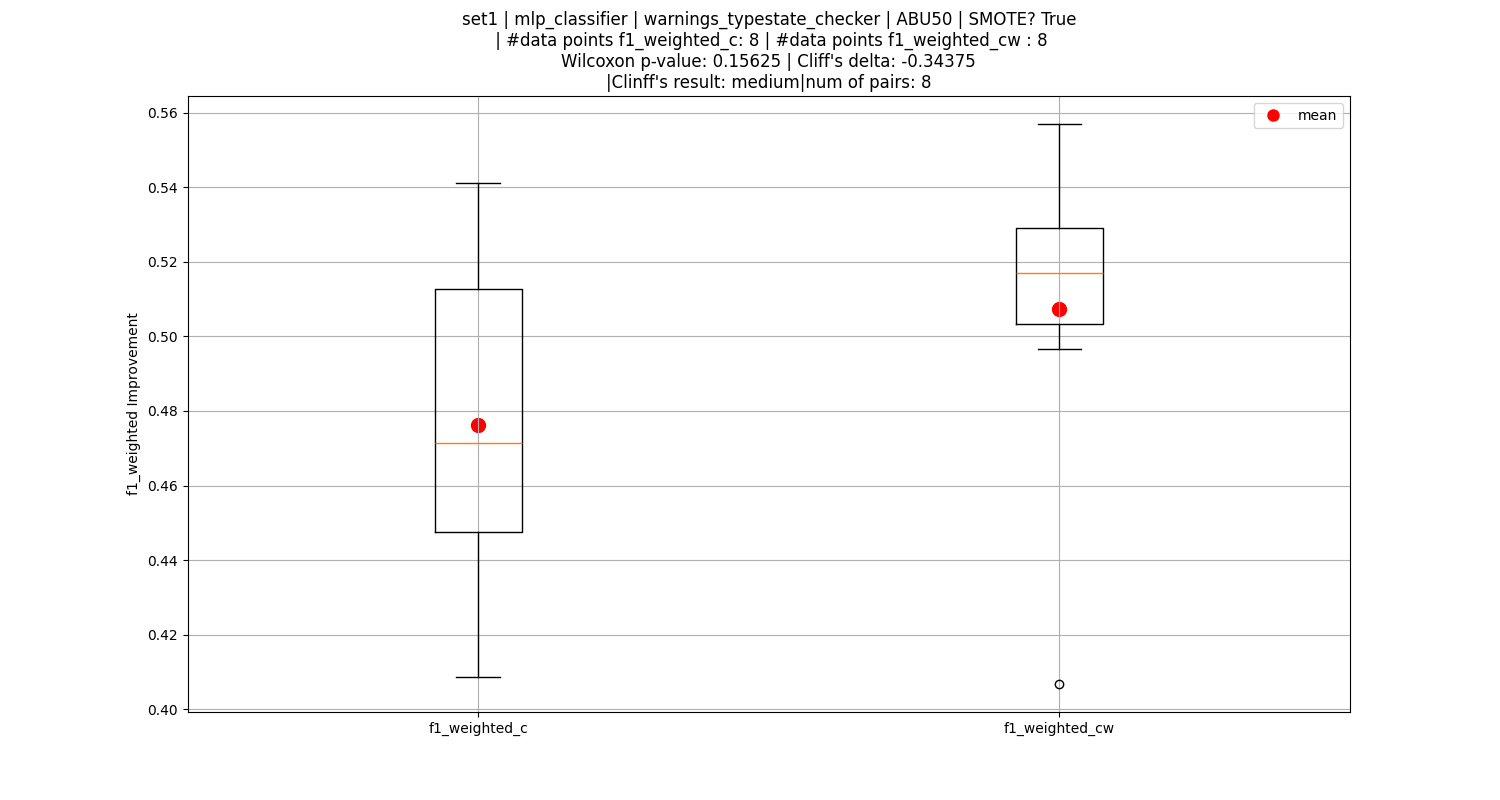 set1 | mlp_classifier | warnings_typestate_checker | ABU50 | SMOTE? True
| #data points f1_weighted_c: 8 | #data points f1_weighted_cw : 8
Wilcoxon p-value: 0.15625 | Cliff's delta: -0.34375
|Clinff's result: medium|num of pairs: 8
mean
f1_weighted Improvement
0.56
0.54
0.52
0.50
0.48
0.46
0.44
0.42
0.40
f1_weighted_c
f1_weighted_cw